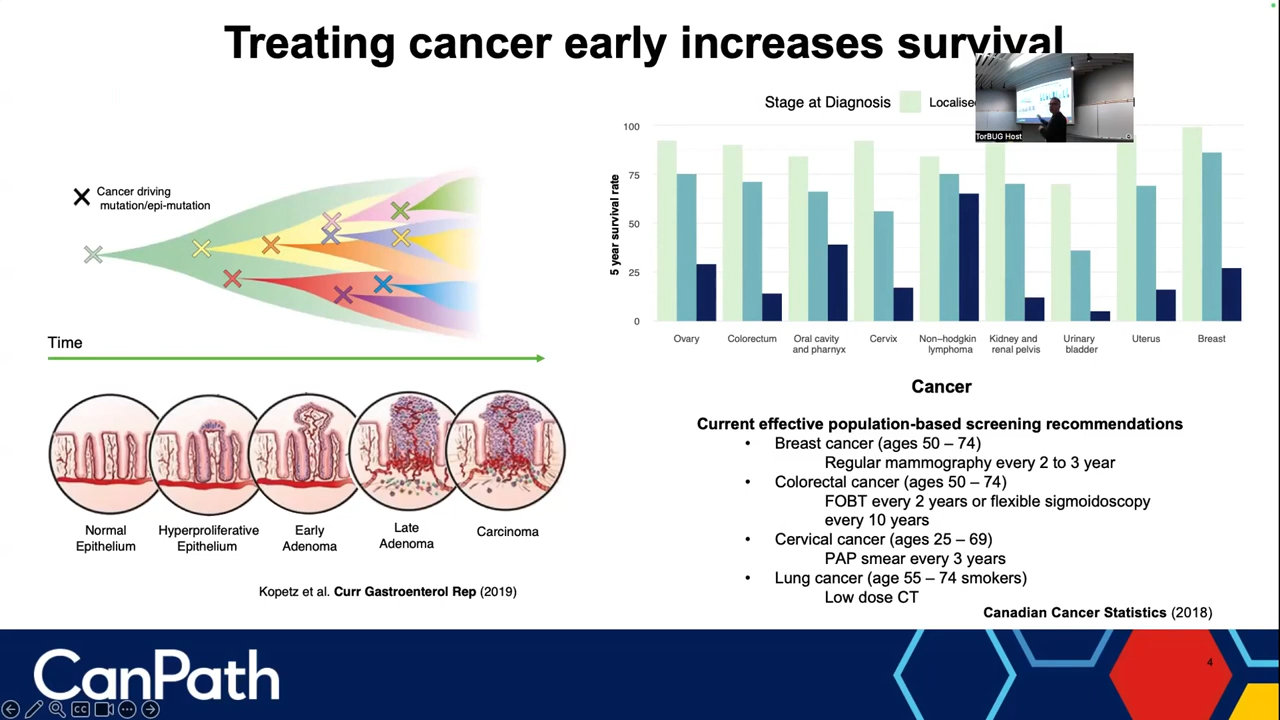 Treating cancer early increases survival
Stage at Diagnosis
Localised
TorBUG Host
Cancer driving
mutation/epi-mutation
Time
Normal
Epithelium
Hyperproliferative
Epithelium
Early
Adenoma
Late
Adenoma
Carcinoma
Kopetz et al. Curr Gastroenterol Rep (2019)
5 year survival rate
100
75
50
25
0
Ovary
Colorectum
Oral cavity
and pharnyx
Cervix
Non–hodgkin
lymphoma
Kidney and
renal pelvis
Urinary
bladder
Uterus
Breast
Cancer
Current effective population-based screening recommendations
• Breast cancer (ages 50 – 74)
Regular mammography every 2 to 3 year
• Colorectal cancer (ages 50 – 74)
FOBT every 2 years or flexible sigmoidoscopy
every 10 years
• Cervical cancer (ages 25 – 69)
PAP smear every 3 years
• Lung cancer (age 55 – 74 smokers)
Low dose CT
Canadian Cancer Statistics (2018)
CanPath
4
CC